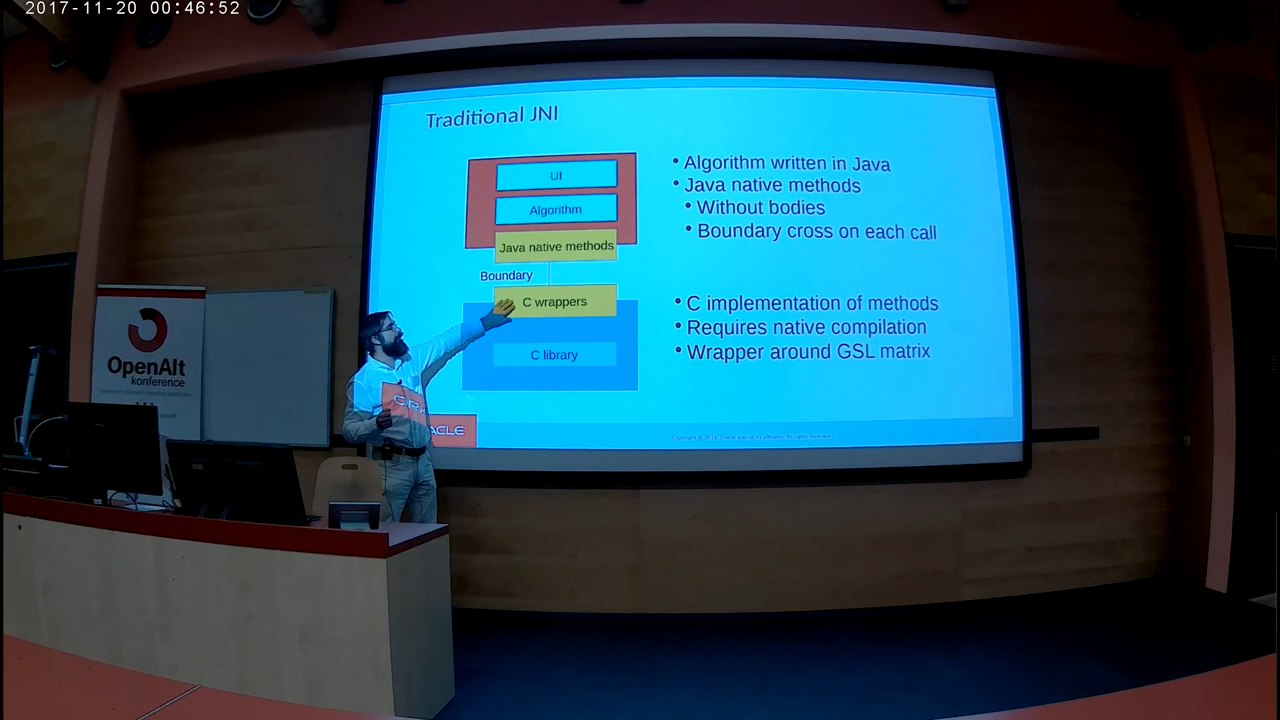 2017-11-20 00:46:52
Traditional JNI
UI
Algorithm
Java native methods
Boundary
C wrappers
C library
• Algorithm written in Java
• Java native methods
• Without bodies
• Boundary cross on each call
• C implementation of methods
• Requires native compilation
• Wrapper around GSL matrix
OpenAlt
konference